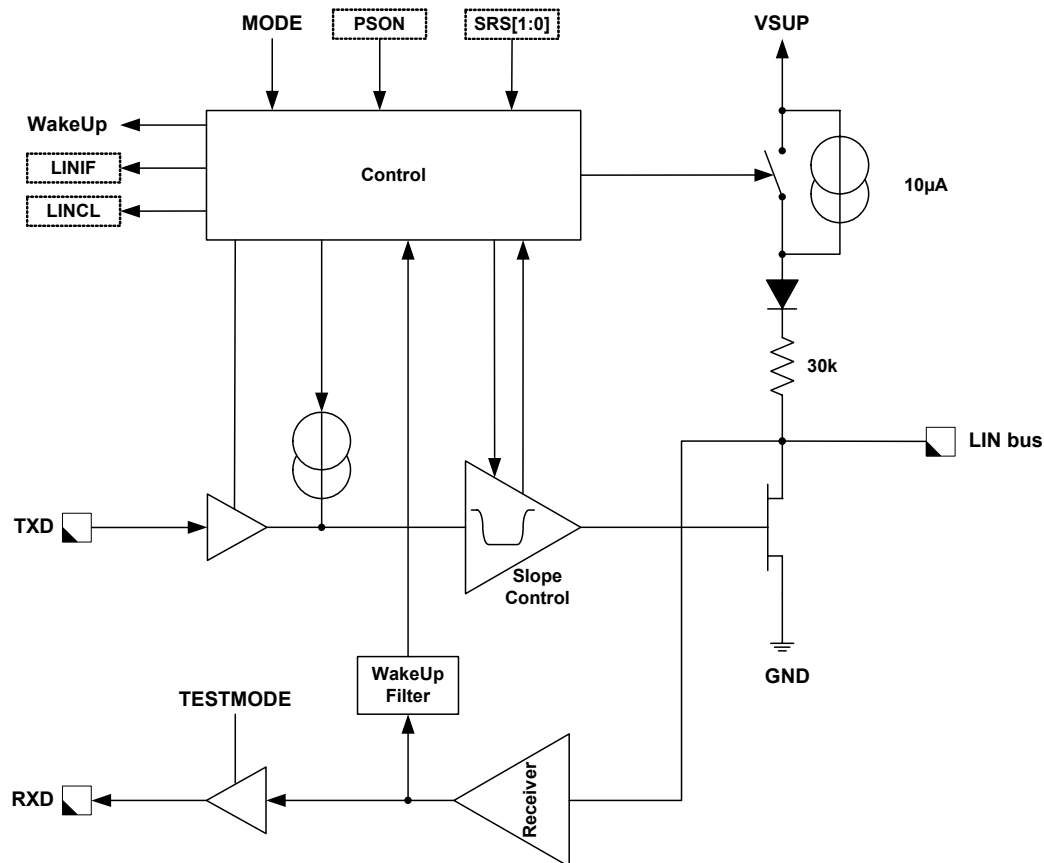 MODE
PSON
SRS[1:0]
VSUP
WakeUp
LINIF
LINCL
Control
10µA
30k
LIN bus
TXD
Slope
Control
WakeUp
Filter
GND
TESTMODE
RXD
Receiver